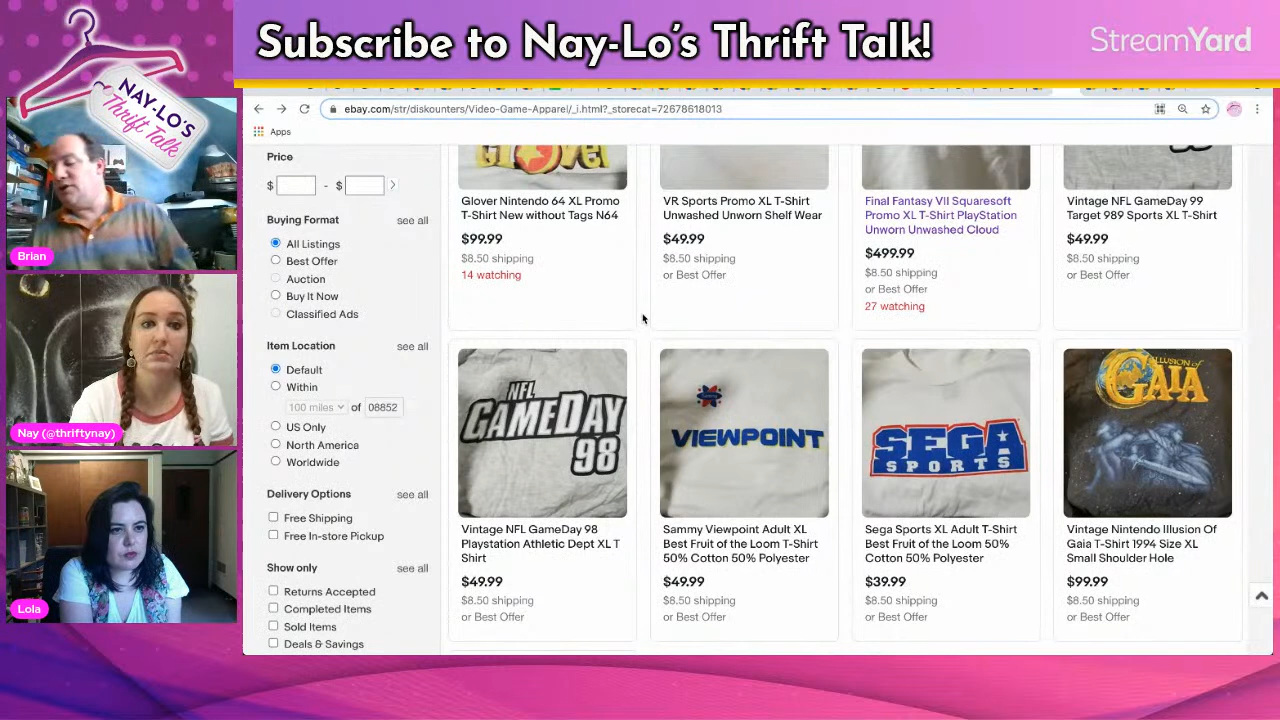 Subscribe to Nay-Lo's Thrift Talk!
StreamYard
NAY-LO'S
Thrift Talk
Brian
Nay (@thriftynay)
Lola
ebay.com/str/diskounters/Video-Game-Apparel/_i.html?_storecat=72678618013
Apps
Price
$ - $
Buying Format see all
All Listings
Best Offer
Auction
Buy It Now
Classified Ads
Item Location see all
Default
Within
100 miles of 08852
US Only
North America
Worldwide
Delivery Options see all
Free Shipping
Free In-store Pickup
Show only see all
Returns Accepted
Completed Items
Sold Items
Deals & Savings
Glover
Glover Nintendo 64 XL Promo
T-Shirt New without Tags N64
$99.99
$8.50 shipping
14 watching
VR Sports Promo XL T-Shirt
Unwashed Unworn Shelf Wear
$49.99
$8.50 shipping
or Best Offer
Final Fantasy VII Squaresoft
Promo XL T-Shirt PlayStation
Unworn Unwashed Cloud
$499.99
$8.50 shipping
or Best Offer
27 watching
Vintage NFL GameDay 99
Target 989 Sports XL T-Shirt
$49.99
$8.50 shipping
or Best Offer
NFL
GAMEDAY
98
Vintage NFL GameDay 98
Playstation Athletic Dept XL T
Shirt
$49.99
$8.50 shipping
or Best Offer
VIEWPOINT
Sammy Viewpoint Adult XL
Best Fruit of the Loom T-Shirt
50% Cotton 50% Polyester
$49.99
$8.50 shipping
or Best Offer
SEGA
SPORTS
Sega Sports XL Adult T-Shirt
Best Fruit of the Loom 50%
Cotton 50% Polyester
$39.99
$8.50 shipping
or Best Offer
ILLUSION OF
GAIA
Vintage Nintendo Illusion Of
Gaia T-Shirt 1994 Size XL
Small Shoulder Hole
$99.99
$8.50 shipping
or Best Offer